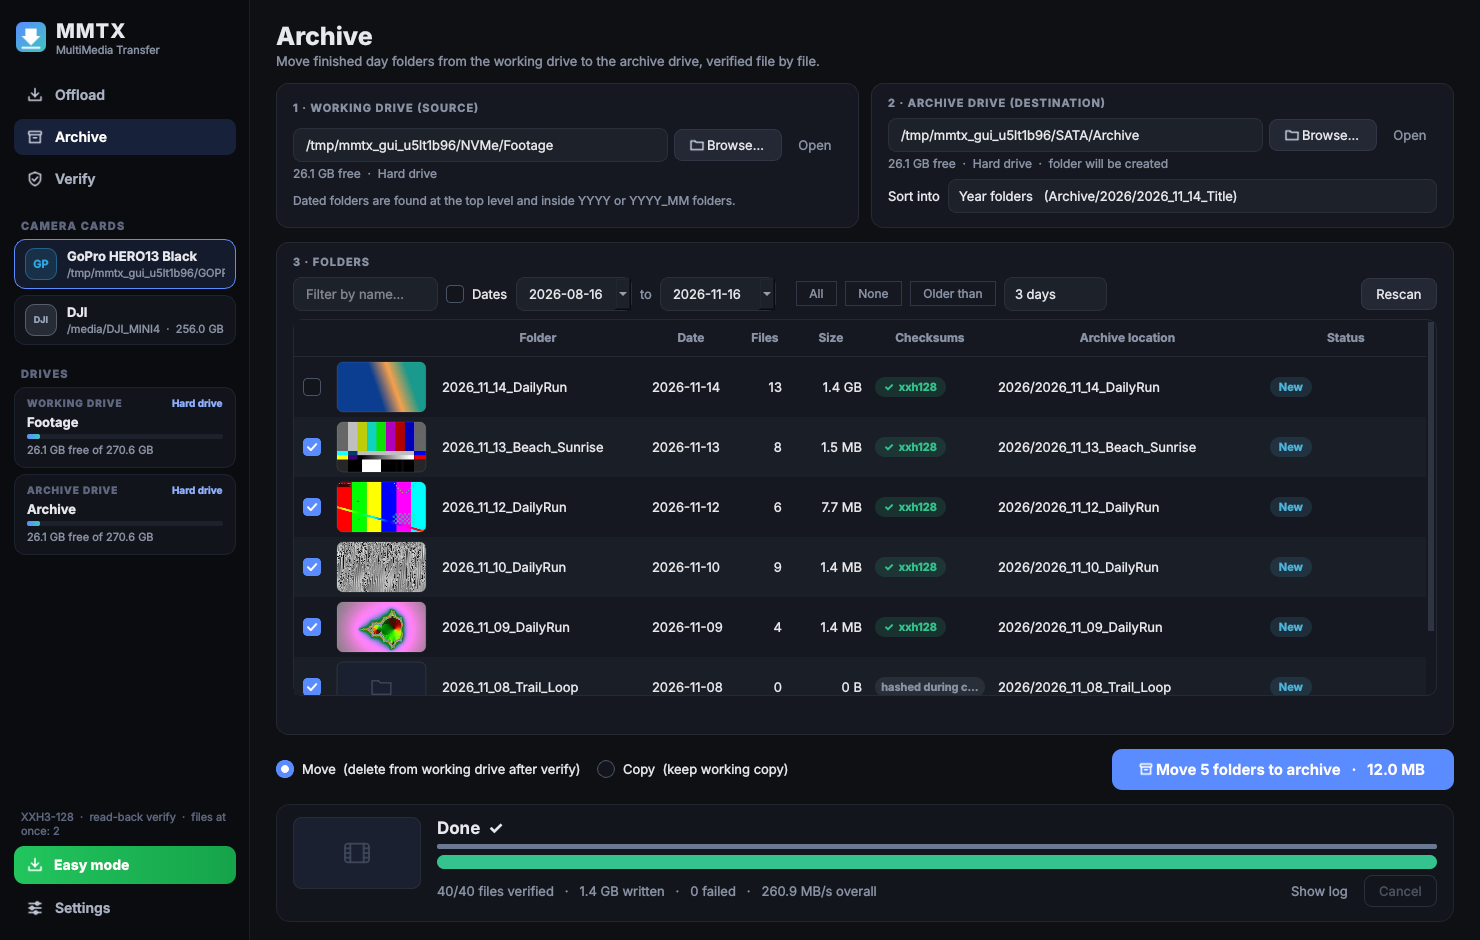 MMTX
MultiMedia Transfer
Offload
Archive
Verify
CAMERA CARDS
GP
GoPro HERO13 Black
/tmp/mmtx_gui_u5lt1b96/GOPF
DJI
DJI
/media/DJI_MINI4 · 256.0 GB
DRIVES
WORKING DRIVE Hard drive
Footage
26.1 GB free of 270.6 GB
ARCHIVE DRIVE Hard drive
Archive
26.1 GB free of 270.6 GB
XXH3-128 · read-back verify · files at
once: 2
Easy mode
Settings
Archive
Move finished day folders from the working drive to the archive drive, verified file by file.
1 · WORKING DRIVE (SOURCE)
/tmp/mmtx_gui_u5lt1b96/NVMe/Footage Browse... Open
26.1 GB free · Hard drive
Dated folders are found at the top level and inside YYYY or YYYY_MM folders.
2 · ARCHIVE DRIVE (DESTINATION)
/tmp/mmtx_gui_u5lt1b96/SATA/Archive Browse... Open
26.1 GB free · Hard drive · folder will be created
Sort into Year folders (Archive/2026/2026_11_14_Title)
3 · FOLDERS
Filter by name... Dates 2026-08-16 to 2026-11-16 All None Older than 3 days Rescan
Folder Date Files Size Checksums Archive location Status
2026_11_14_DailyRun 2026-11-14 13 1.4 GB ✓ xxh128 2026/2026_11_14_DailyRun New
2026_11_13_Beach_Sunrise 2026-11-13 8 1.5 MB ✓ xxh128 2026/2026_11_13_Beach_Sunrise New
2026_11_12_DailyRun 2026-11-12 6 7.7 MB ✓ xxh128 2026/2026_11_12_DailyRun New
2026_11_10_DailyRun 2026-11-10 9 1.4 MB ✓ xxh128 2026/2026_11_10_DailyRun New
2026_11_09_DailyRun 2026-11-09 4 1.4 MB ✓ xxh128 2026/2026_11_09_DailyRun New
2026_11_08_Trail_Loop 2026-11-08 0 0 B hashed during c... 2026/2026_11_08_Trail_Loop New
Move (delete from working drive after verify) Copy (keep working copy)
Move 5 folders to archive · 12.0 MB
Done ✓
40/40 files verified · 1.4 GB written · 0 failed · 260.9 MB/s overall
Show log Cancel